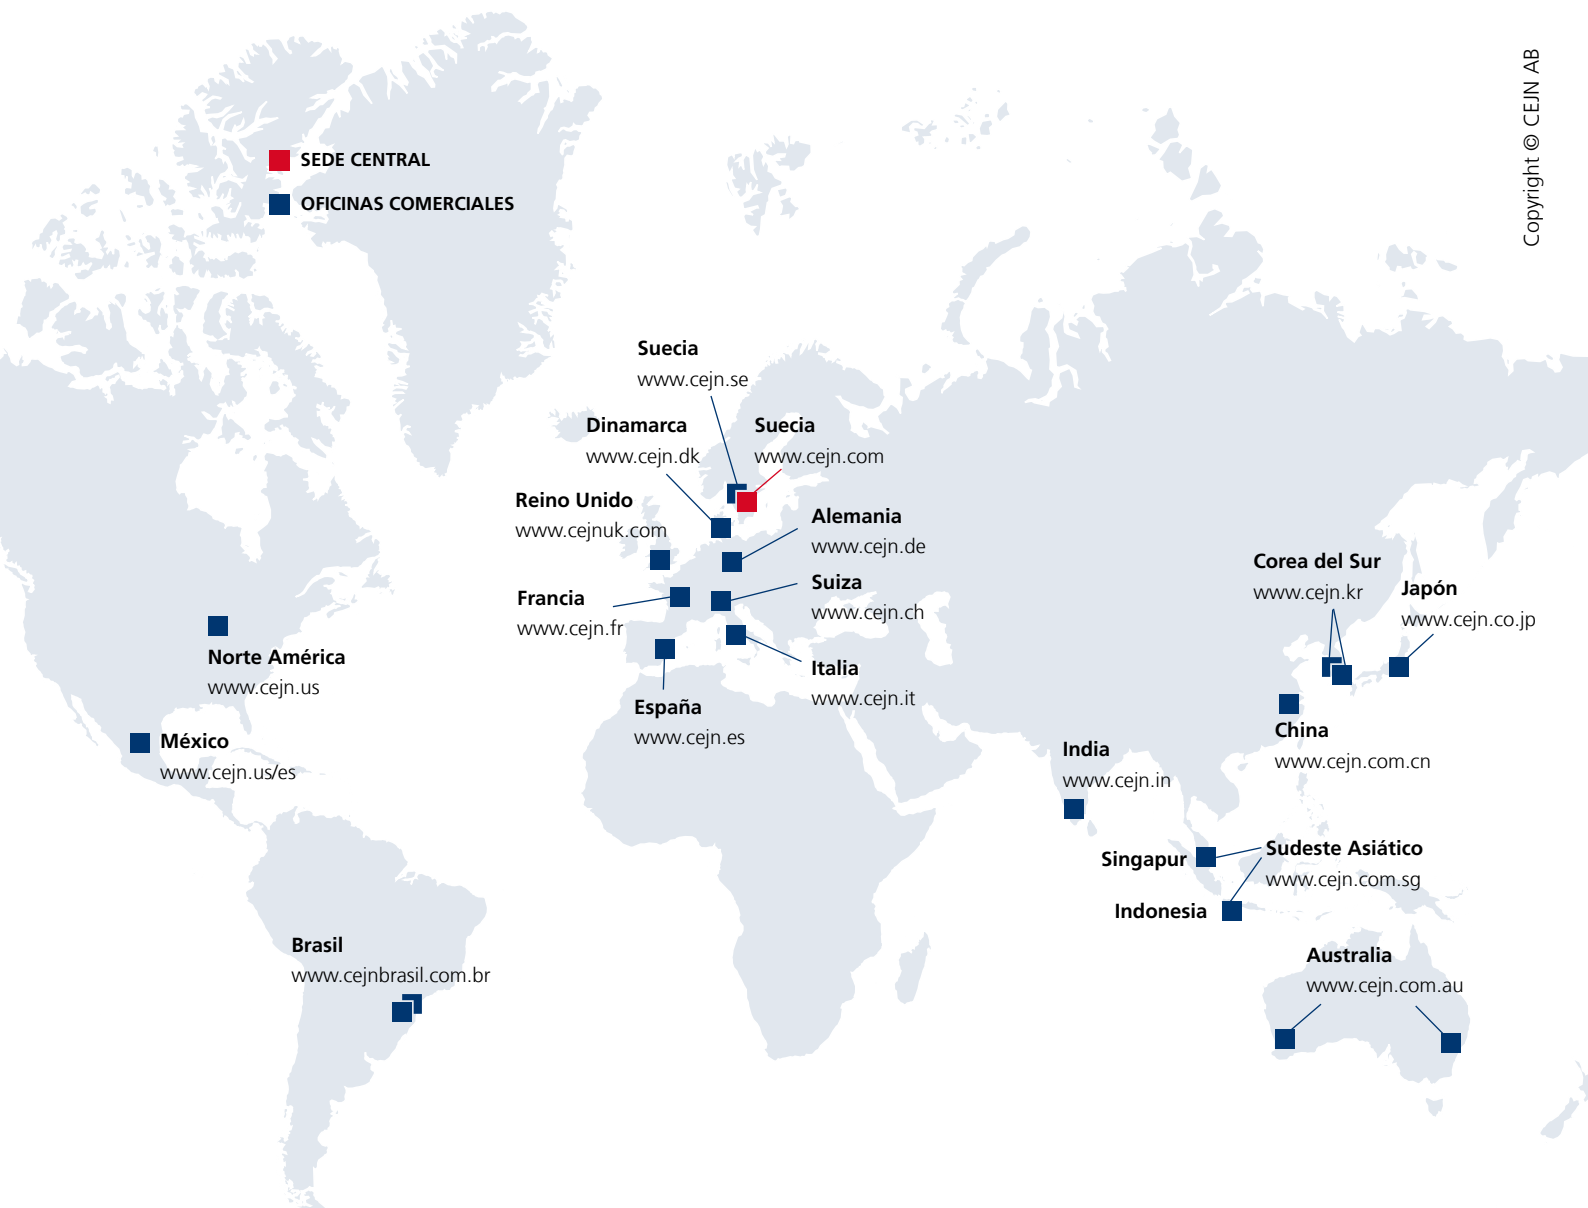 Copyright © CEJN AB
SEDE CENTRAL
OFICINAS COMERCIALES
Suecia
www.cejn.se
Dinamarca
www.cejn.dk
Suecia
www.cejn.com
Reino Unido
www.cejnuk.com
Alemania
www.cejn.de
Francia
www.cejn.fr
Suiza
www.cejn.ch
Italia
www.cejn.it
España
www.cejn.es
Norte América
www.cejn.us
México
www.cejn.us/es
Brasil
www.cejnbrasil.com.br
Corea del Sur
www.cejn.kr
Japón
www.cejn.co.jp
China
www.cejn.com.cn
India
www.cejn.in
Singapur
Sudeste Asiático
www.cejn.com.sg
Indonesia
Australia
www.cejn.com.au